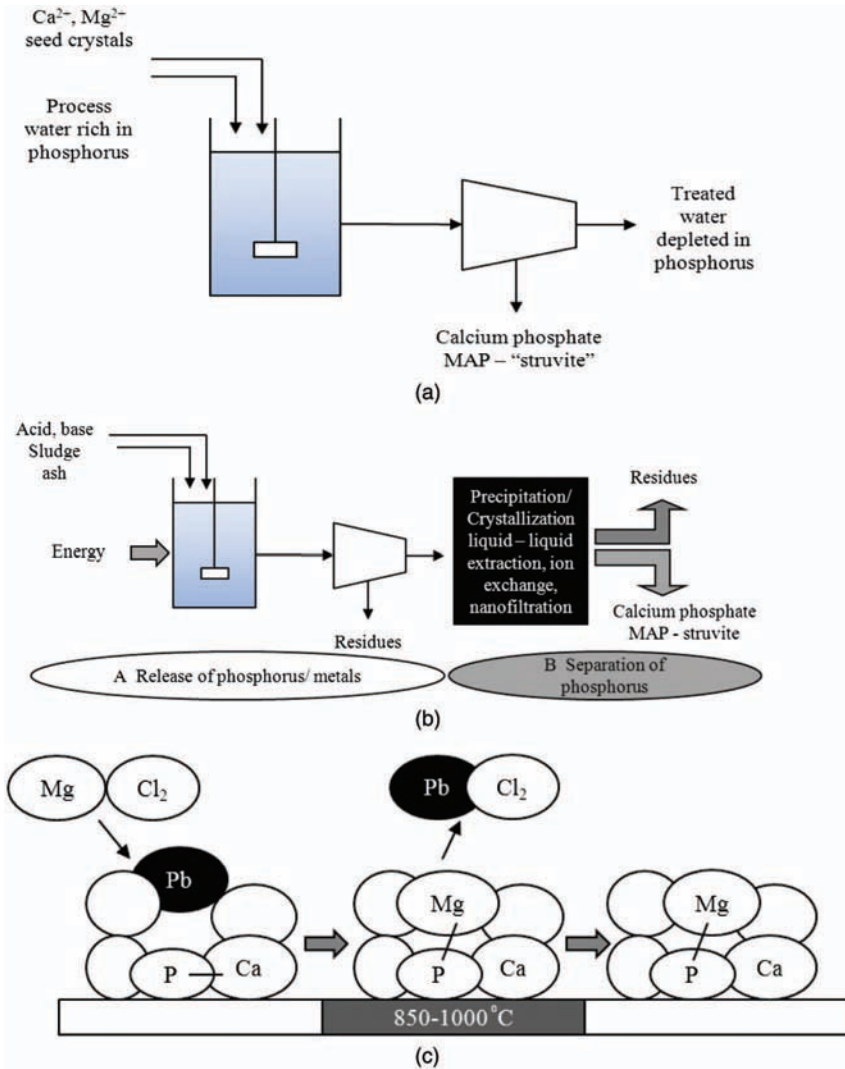 Ca²⁺, Mg²⁺
seed crystals
Process
water rich in
phosphorus
Treated
water
depleted in
phosphorus
Calcium phosphate
MAP – “struvite”
(a)
Acid, base
Sludge
ash
Energy
Residues
Precipitation/
Crystallization
liquid – liquid
extraction, ion
exchange,
nanofiltration
Residues
Calcium phosphate
MAP - struvite
A Release of phosphorus/ metals
B Separation of
phosphorus
(b)
Mg
Cl₂
Pb
P
Ca
Pb
Cl₂
Mg
P
Ca
Mg
P
Ca
850-1000 °C
(c)